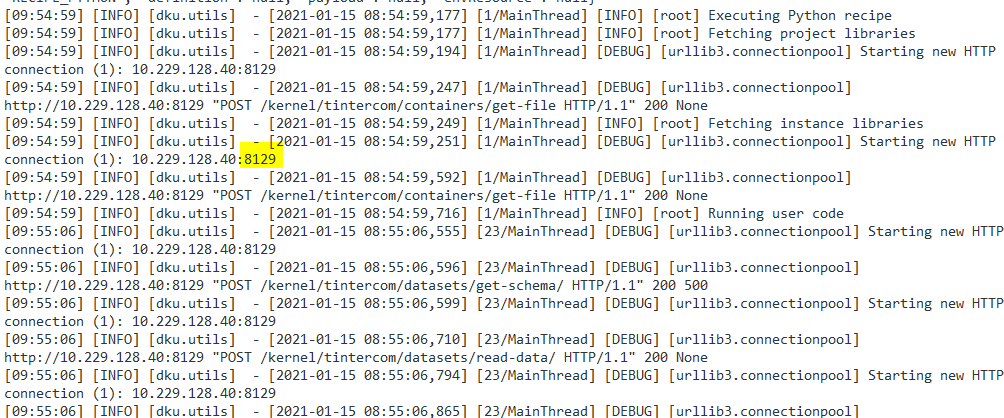 [09:54:59] [INFO] [dku.utils]  - [2021-01-15 08:54:59,177] [1/MainThread] [INFO] [root] Executing Python recipe
[09:54:59] [INFO] [dku.utils]  - [2021-01-15 08:54:59,177] [1/MainThread] [INFO] [root] Fetching project libraries
[09:54:59] [INFO] [dku.utils]  - [2021-01-15 08:54:59,194] [1/MainThread] [DEBUG] [urllib3.connectionpool] Starting new HTTP
connection (1): 10.229.128.40:8129
[09:54:59] [INFO] [dku.utils]  - [2021-01-15 08:54:59,247] [1/MainThread] [DEBUG] [urllib3.connectionpool]
http://10.229.128.40:8129 "POST /kernel/tintercom/containers/get-file HTTP/1.1" 200 None
[09:54:59] [INFO] [dku.utils]  - [2021-01-15 08:54:59,249] [1/MainThread] [INFO] [root] Fetching instance libraries
[09:54:59] [INFO] [dku.utils]  - [2021-01-15 08:54:59,251] [1/MainThread] [DEBUG] [urllib3.connectionpool] Starting new HTTP
connection (1): 10.229.128.40:8129
[09:54:59] [INFO] [dku.utils]  - [2021-01-15 08:54:59,592] [1/MainThread] [DEBUG] [urllib3.connectionpool]
http://10.229.128.40:8129 "POST /kernel/tintercom/containers/get-file HTTP/1.1" 200 None
[09:54:59] [INFO] [dku.utils]  - [2021-01-15 08:54:59,716] [1/MainThread] [INFO] [root] Running user code
[09:55:06] [INFO] [dku.utils]  - [2021-01-15 08:55:06,555] [23/MainThread] [DEBUG] [urllib3.connectionpool] Starting new HTTP
connection (1): 10.229.128.40:8129
[09:55:06] [INFO] [dku.utils]  - [2021-01-15 08:55:06,596] [23/MainThread] [DEBUG] [urllib3.connectionpool]
http://10.229.128.40:8129 "POST /kernel/tintercom/datasets/get-schema/ HTTP/1.1" 200 500
[09:55:06] [INFO] [dku.utils]  - [2021-01-15 08:55:06,599] [23/MainThread] [DEBUG] [urllib3.connectionpool] Starting new HTTP
connection (1): 10.229.128.40:8129
[09:55:06] [INFO] [dku.utils]  - [2021-01-15 08:55:06,710] [23/MainThread] [DEBUG] [urllib3.connectionpool]
http://10.229.128.40:8129 "POST /kernel/tintercom/datasets/read-data/ HTTP/1.1" 200 None
[09:55:06] [INFO] [dku.utils]  - [2021-01-15 08:55:06,794] [23/MainThread] [DEBUG] [urllib3.connectionpool] Starting new HTTP
connection (1): 10.229.128.40:8129
[09:55:06] [INFO] [dku.utils]  - [2021-01-15 08:55:06,865] [23/MainThread] [DEBUG] [urllib3.connectionpool]